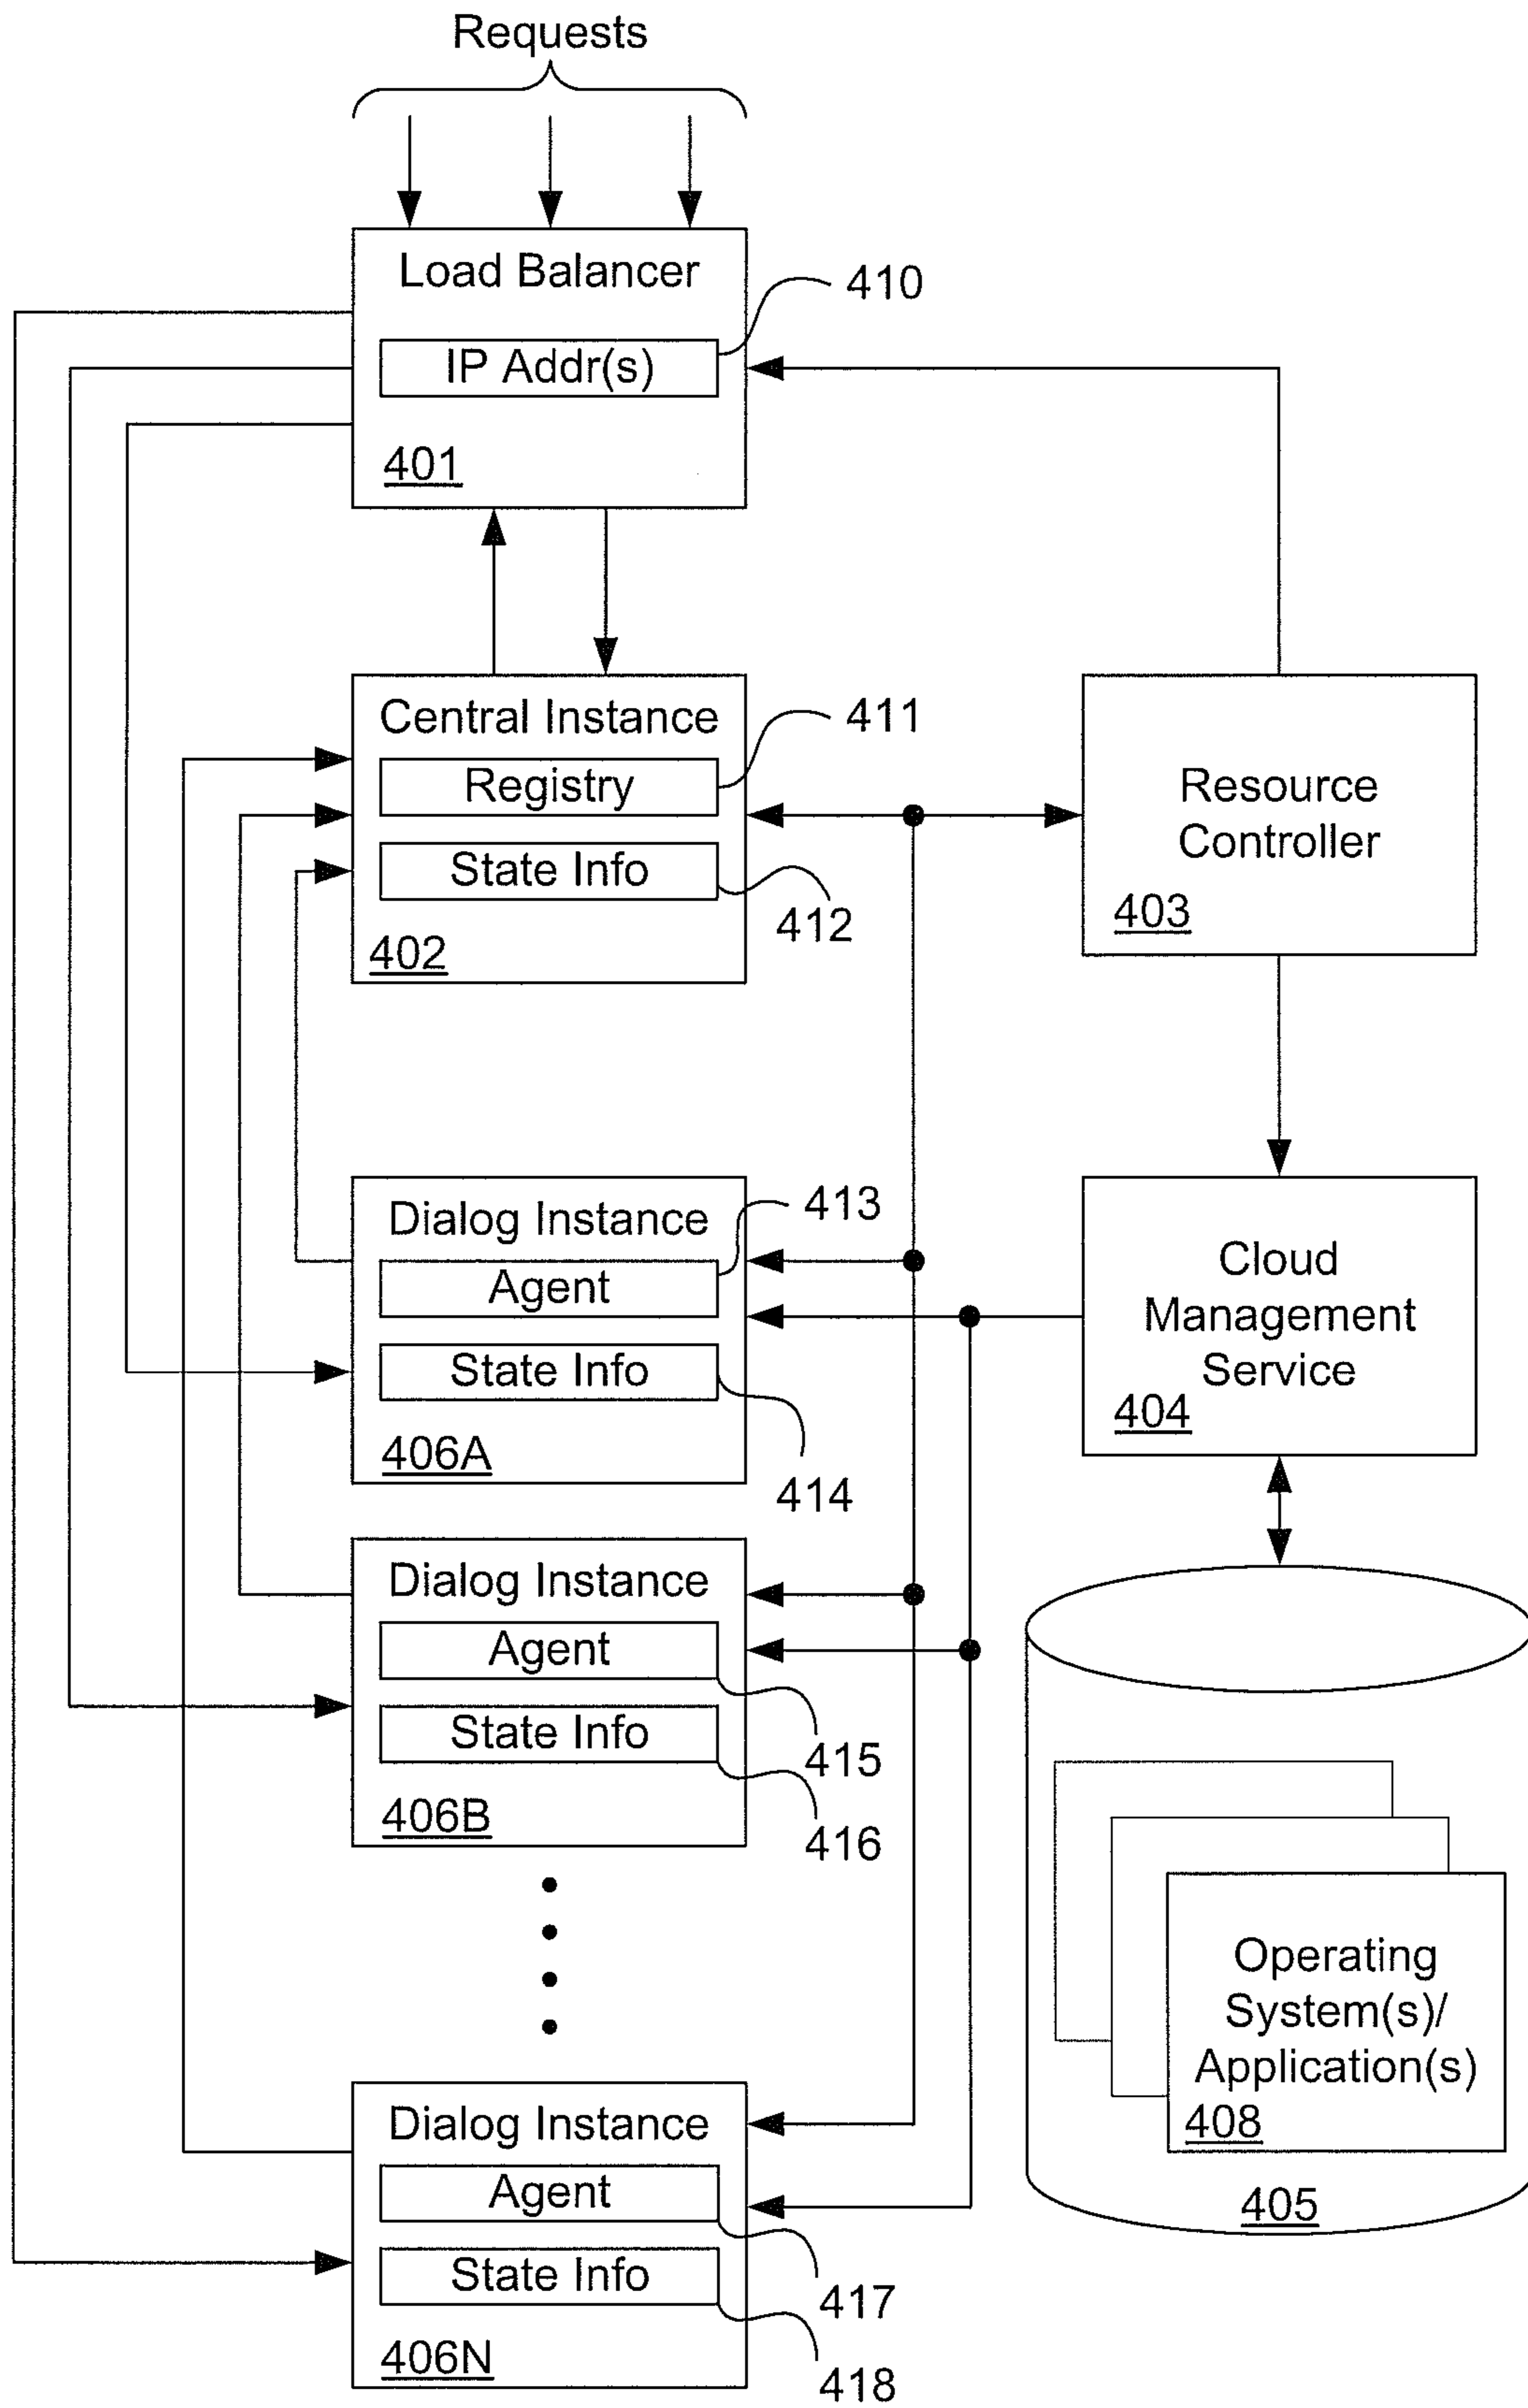 Requests
Load Balancer
410
IP Addr(s)
401
Central Instance
411
Registry
State Info
412
402
Resource
Controller
403
Dialog Instance
413
Agent
State Info
406A
414
Cloud
Management
Service
404
Dialog Instance
Agent
State Info
415
406B
416
Operating
System(s)/
Application(s)
408
405
Dialog Instance
Agent
State Info
417
406N
418